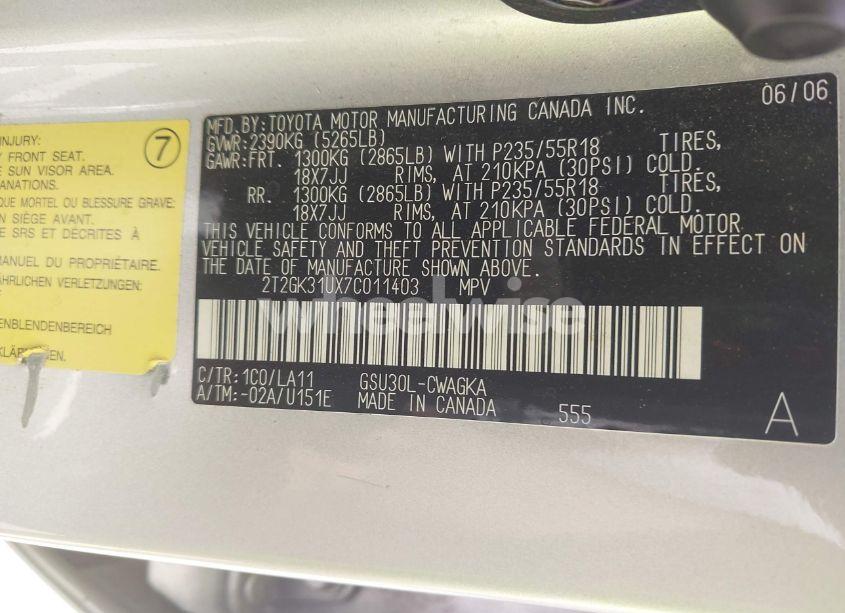 INJURY:
FRONT SEAT.
SUN VISOR AREA.
7
MORTEL OU BLESSURE GRAVE:
SIÈGE AVANT.
SRS ET DÉCRITES À
MANUEL DU PROPRIÉTAIRE.
VERLETZUNGEN:
06/06
MFD.BY:TOYOTA MOTOR MANUFACTURING CANADA INC.
GVWR:2390KG (5265LB)
GAWR:FRT. 1300KG (2865LB) WITH P235/55R18 TIRES,
18X7JJ RIMS, AT 210KPA (30PSI) COLD.
RR. 1300KG (2865LB) WITH P235/55R18 TIRES,
18X7JJ RIMS, AT 210KPA (30PSI) COLD.
THIS VEHICLE CONFORMS TO ALL APPLICABLE FEDERAL MOTOR
VEHICLE SAFETY AND THEFT PREVENTION STANDARDS IN EFFECT ON
THE DATE OF MANUFACTURE SHOWN ABOVE.
2T2GK31UX7C011403 MPV
wheelwise
C/TR:1C0/LA11 GSU30L-CWAGKA
A/TM:-02A/U151E MADE IN CANADA 555
A